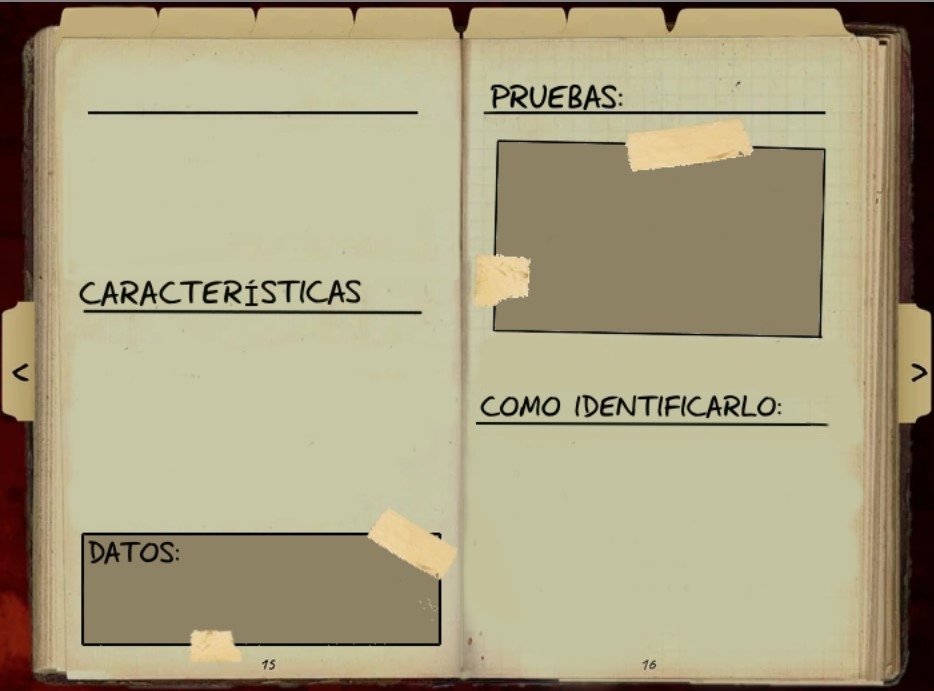 CARACTERÍSTICAS
DATOS:
15
PRUEBAS:
COMO IDENTIFICARLO:
16
<
>